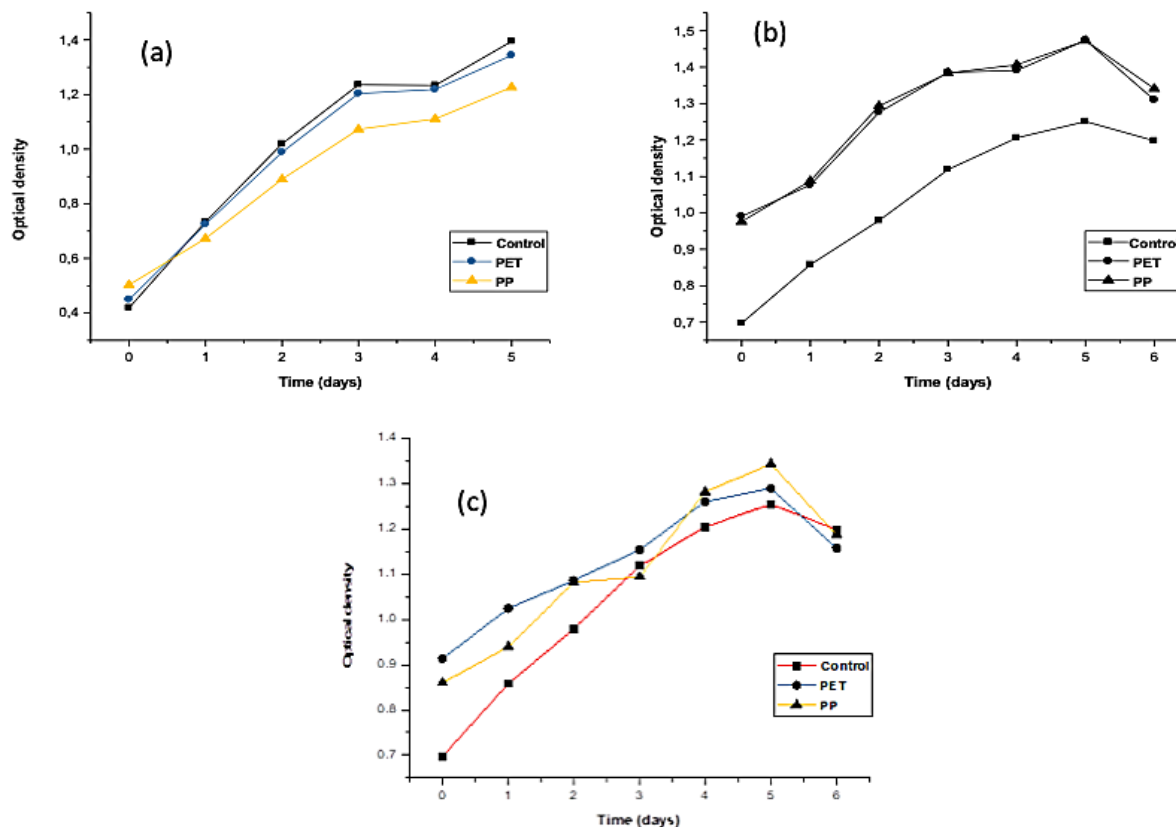 (a)
Optical density
1,4
1,2
1,0
0,8
0,6
0,4
Control
PET
PP
0 1 2 3 4 5
Time (days)
(b)
Optical density
1,5
1,4
1,3
1,2
1,1
1,0
0,9
0,8
0,7
Control
PET
PP
0 1 2 3 4 5 6
Time (days)
(c)
Optical density
1.4
1.3
1.2
1.1
1.0
0.9
0.8
0.7
Control
PET
PP
0 1 2 3 4 5 6
Time (days)